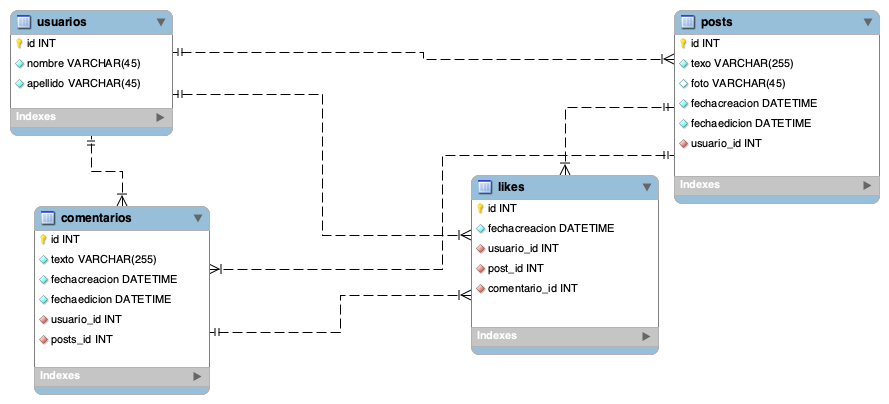 usuarios
id INT
nombre VARCHAR(45)
apellido VARCHAR(45)
Indexes
posts
id INT
texo VARCHAR(255)
foto VARCHAR(45)
fechacreacion DATETIME
fechaedicion DATETIME
usuario_id INT
Indexes
comentarios
id INT
texto VARCHAR(255)
fechacreacion DATETIME
fechaedicion DATETIME
usuario_id INT
posts_id INT
Indexes
likes
id INT
fechacreacion DATETIME
usuario_id INT
post_id INT
comentario_id INT
Indexes